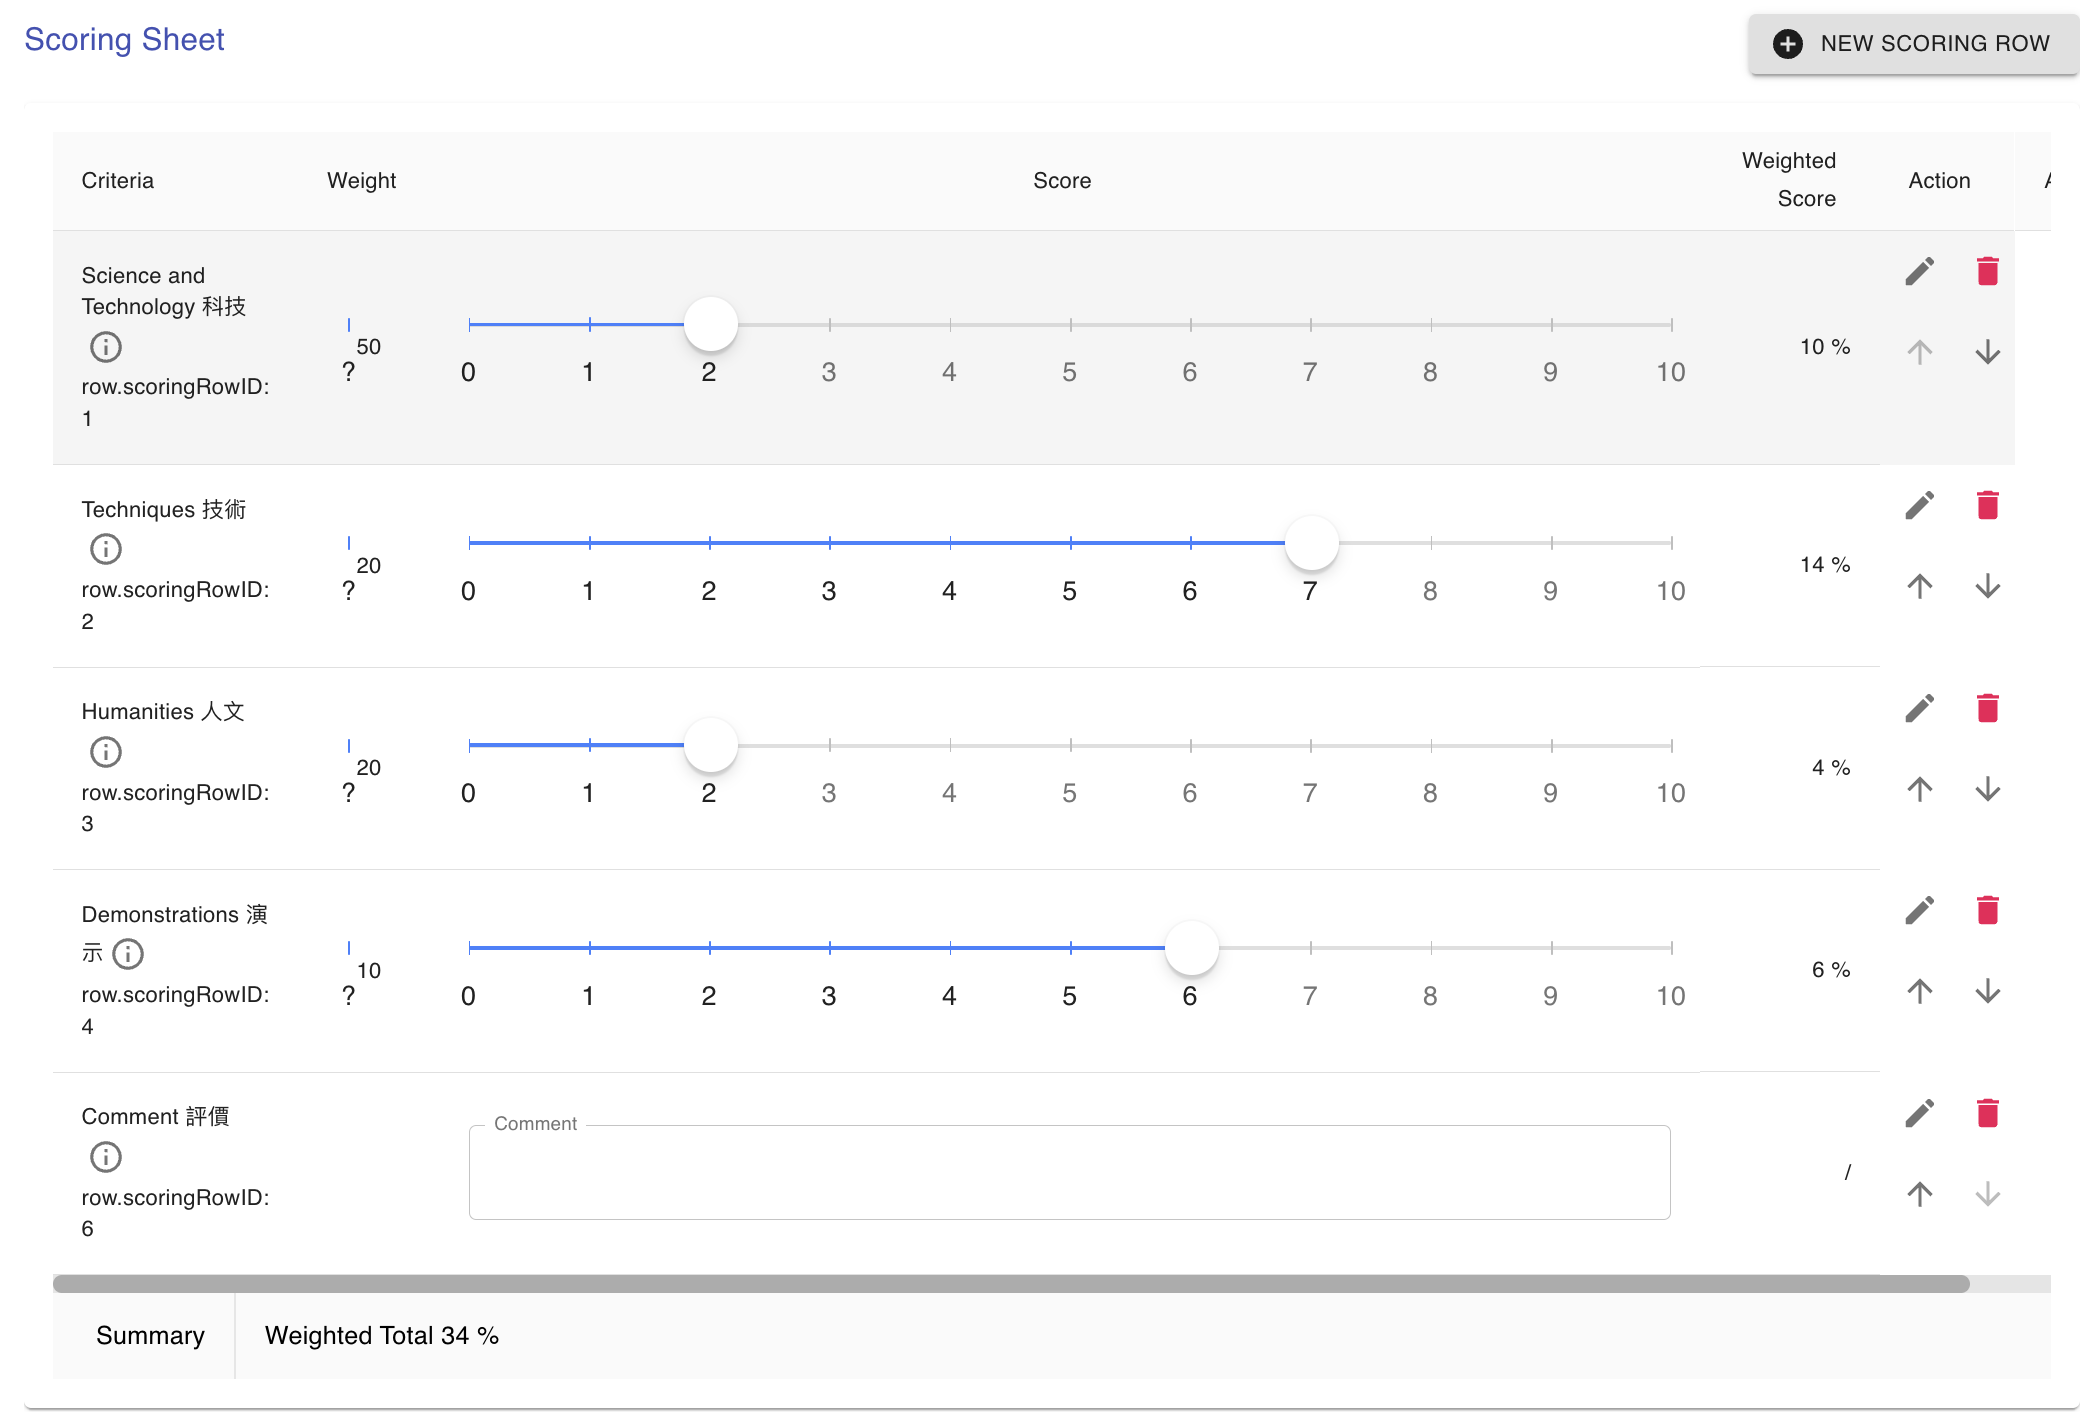 Scoring Sheet
NEW SCORING ROW
Criteria Weight Score Weighted Score Action
Science and
Technology 科技
row.scoringRowID:
1
50
?
0 1 2 3 4 5 6 7 8 9 10
10 %
Techniques 技術
row.scoringRowID:
2
20
?
0 1 2 3 4 5 6 7 8 9 10
14 %
Humanities 人文
row.scoringRowID:
3
20
?
0 1 2 3 4 5 6 7 8 9 10
4 %
Demonstrations 演
示
row.scoringRowID:
4
10
?
0 1 2 3 4 5 6 7 8 9 10
6 %
Comment 評價
row.scoringRowID:
6
Comment
/
Summary
Weighted Total 34 %